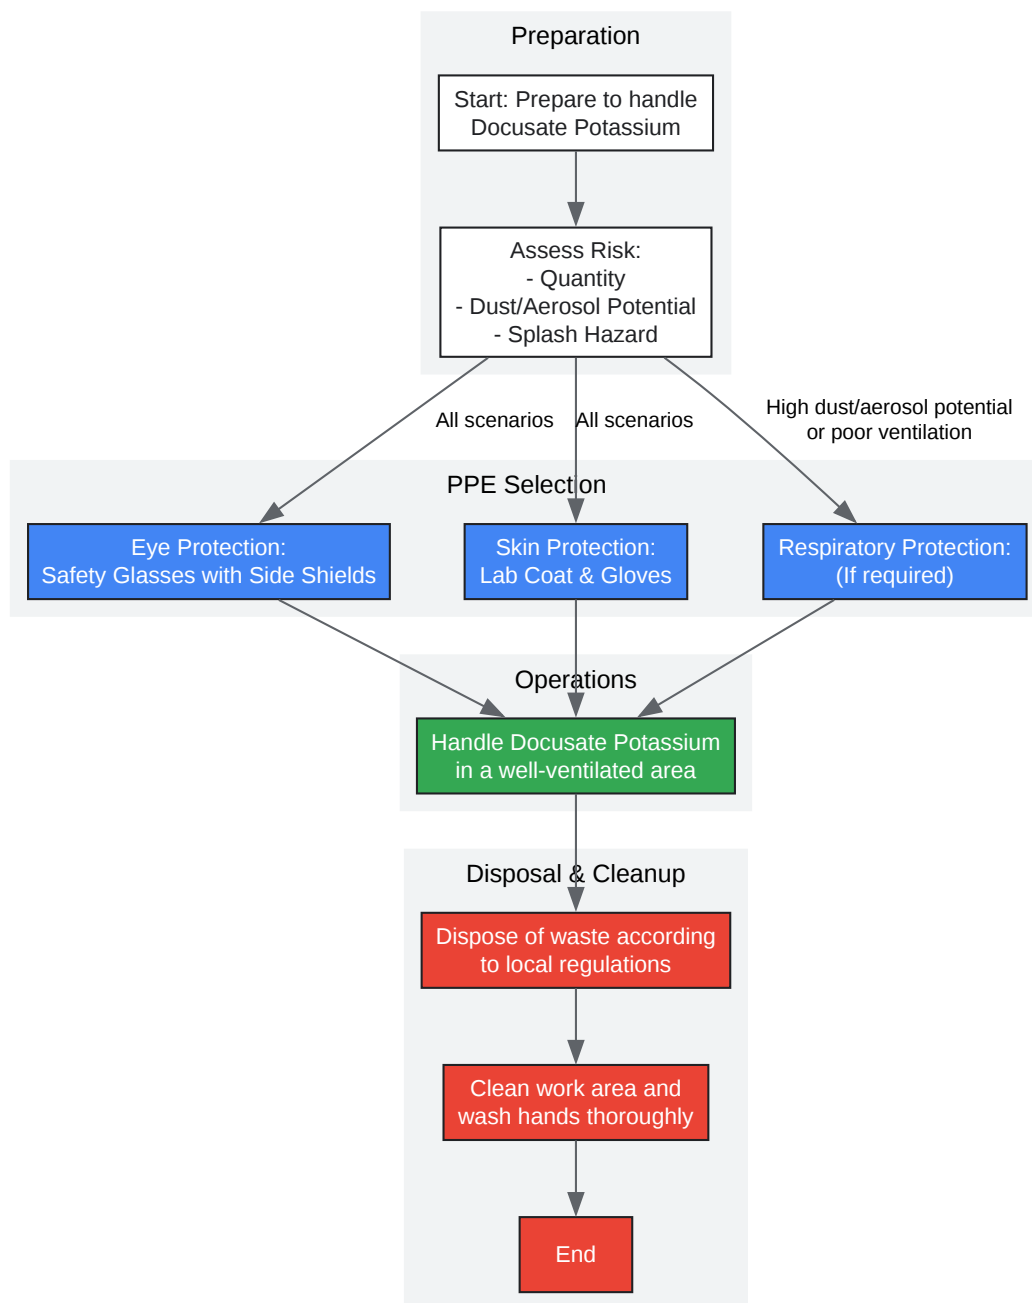 Preparation
Start: Prepare to handle
Docusate Potassium
Assess Risk:
- Quantity
- Dust/Aerosol Potential
- Splash Hazard
All scenarios
All scenarios
High dust/aerosol potential
or poor ventilation
PPE Selection
Eye Protection:
Safety Glasses with Side Shields
Skin Protection:
Lab Coat & Gloves
Respiratory Protection:
(If required)
Operations
Handle Docusate Potassium
in a well-ventilated area
Disposal & Cleanup
Dispose of waste according
to local regulations
Clean work area and
wash hands thoroughly
End